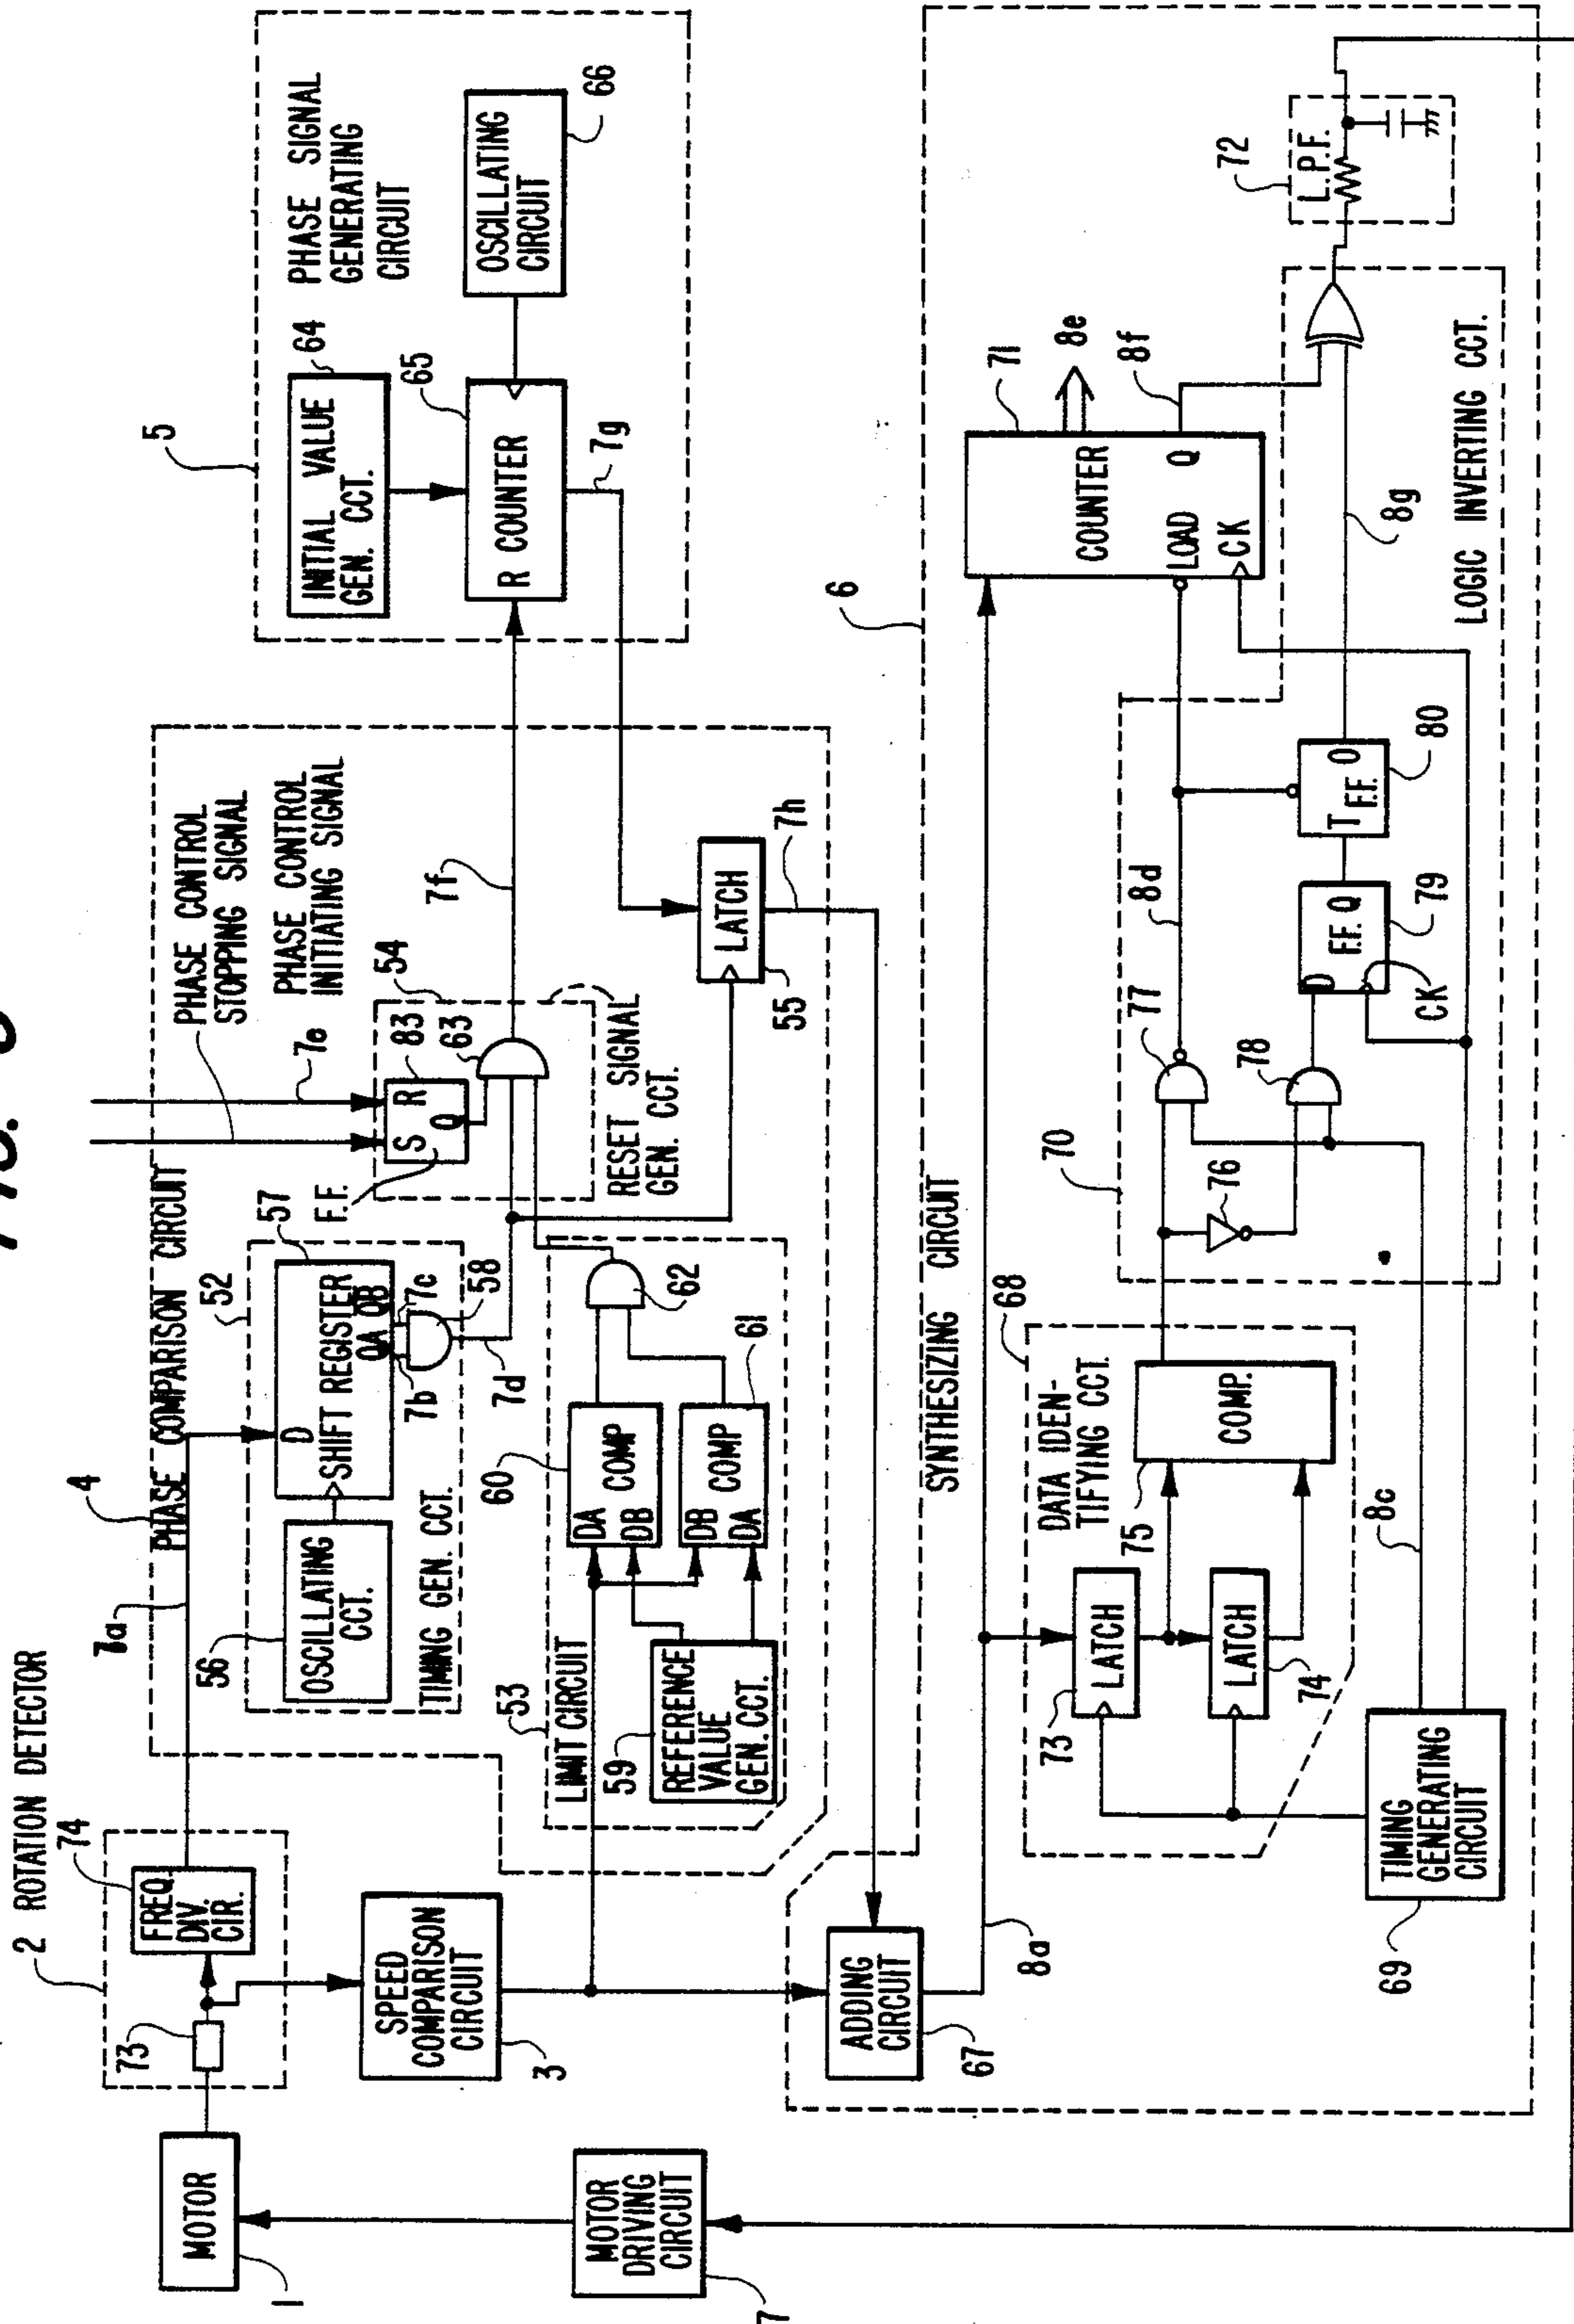 2 ROTATION DETECTOR
73
74
FREQ.
DIV.
CIR.
MOTOR
1
SPEED
COMPARISON
CIRCUIT
3
MOTOR
DRIVING
CIRCUIT
7
4
PHASE COMPARISON CIRCUIT
7a
52
56
OSCILLATING
CCT.
57
D
SHIFT REGISTER
QA QB
7b
7c
58
7d
TIMING GEN. CCT.
PHASE CONTROL
STOPPING SIGNAL
PHASE CONTROL
INITIATING SIGNAL
7e
F.F.
S R
Q
83
63
54
RESET SIGNAL
GEN. CCT.
7f
53
LIMIT CIRCUIT
59
REFERENCE
VALUE
GEN. CCT.
60
DA
DB
COMP
61
DB
DA
COMP
62
LATCH
55
7h
5
INITIAL VALUE
GEN. CCT.
64
PHASE SIGNAL
GENERATING
CIRCUIT
65
R COUNTER
7g
OSCILLATING
CIRCUIT
66
6
SYNTHESIZING CIRCUIT
ADDING
CIRCUIT
67
8a
68
DATA IDEN-
TIFYING CCT.
73
LATCH
LATCH
74
75
COMP.
TIMING
GENERATING
CIRCUIT
69
8c
70
76
77
78
8d
D
F.F. Q
CK
79
T
F.F.
80
8g
LOGIC INVERTING CCT.
71
COUNTER
LOAD
Q
CK
8e
8f
72
L.P.F.